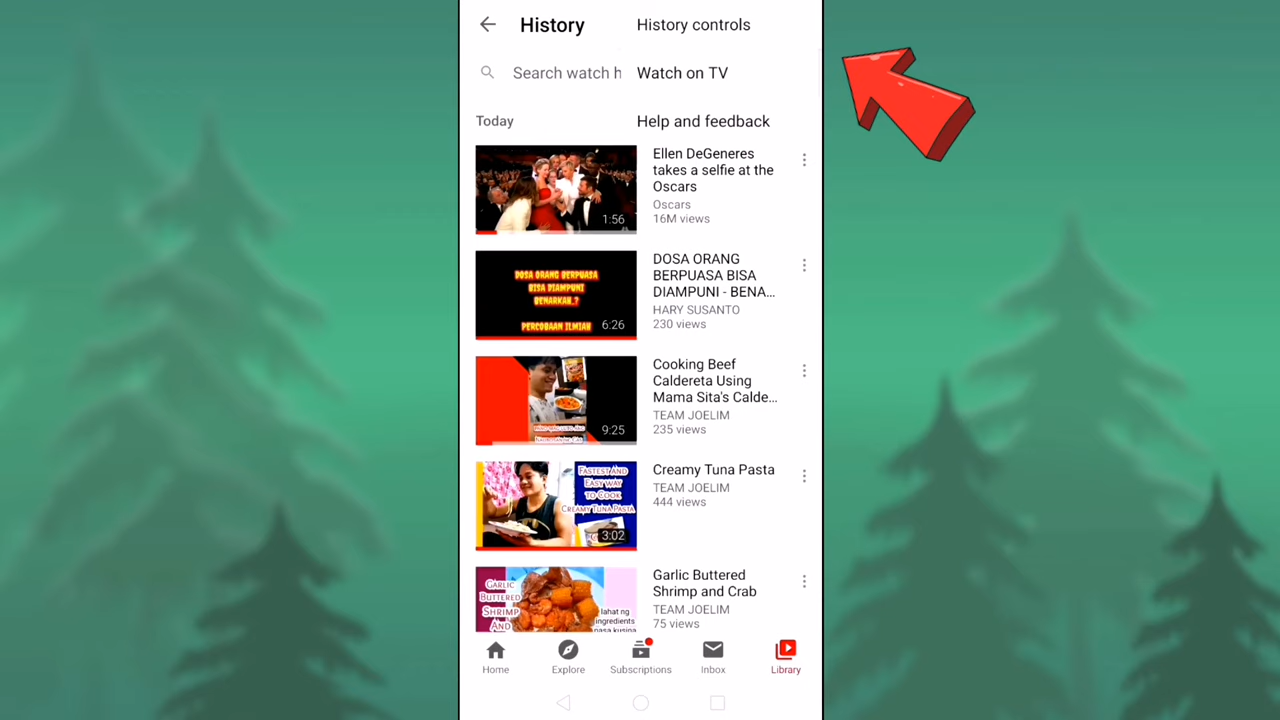 History
History controls
Search watch h
Watch on TV
Today
Help and feedback
Ellen DeGeneres
takes a selfie at the
Oscars
Oscars
16M views
1:56
DOSA ORANG BERPUASA
BISA DIAMPUNI
BENARKAH..?
PERCOBAAN ILMIAH
6:26
DOSA ORANG
BERPUASA BISA
DIAMPUNI - BENA...
HARY SUSANTO
230 views
9:25
Cooking Beef
Caldereta Using
Mama Sita's Calde...
TEAM JOELIM
235 views
FASTEST AND
EASY WAY
TO COOK
CREAMY TUNA PASTA
3:02
Creamy Tuna Pasta
TEAM JOELIM
444 views
GARLIC
BUTTERED
SHRIMP
AND
lahat ng
ingredients
nasa kusina
Garlic Buttered
Shrimp and Crab
TEAM JOELIM
75 views
Home
Explore
Subscriptions
Inbox
Library